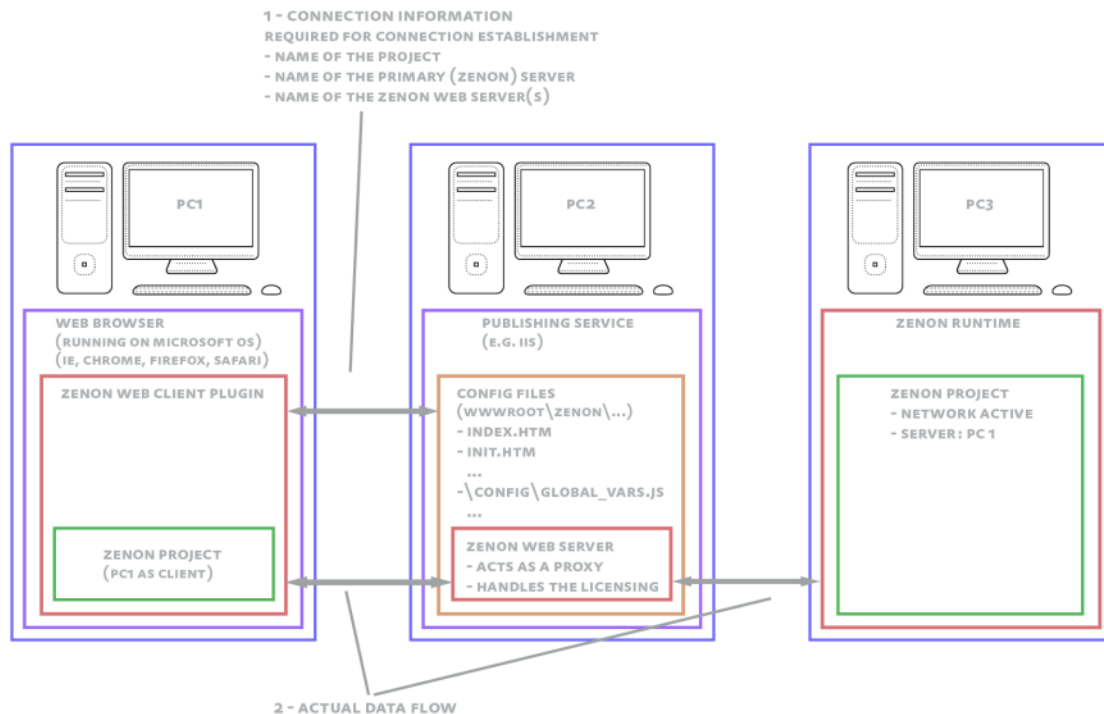 1 - CONNECTION INFORMATION
REQUIRED FOR CONNECTION ESTABLISHMENT
- NAME OF THE PROJECT
- NAME OF THE PRIMARY (ZENON) SERVER
- NAME OF THE ZENON WEB SERVER(S)
PC1
WEB BROWSER
(RUNNING ON MICROSOFT OS)
(IE, CHROME, FIREFOX, SAFARI)
ZENON WEB CLIENT PLUGIN
ZENON PROJECT
(PC1 AS CLIENT)
PC2
PUBLISHING SERVICE
(E.G. IIS)
CONFIG FILES
(WWWROOT\ZENON\...)
- INDEX.HTM
- INIT.HTM
...
-\CONFIG\GLOBAL_VARS.JS
...
ZENON WEB SERVER
- ACTS AS A PROXY
- HANDLES THE LICENSING
PC3
ZENON RUNTIME
ZENON PROJECT
- NETWORK ACTIVE
- SERVER: PC 1
2 - ACTUAL DATA FLOW